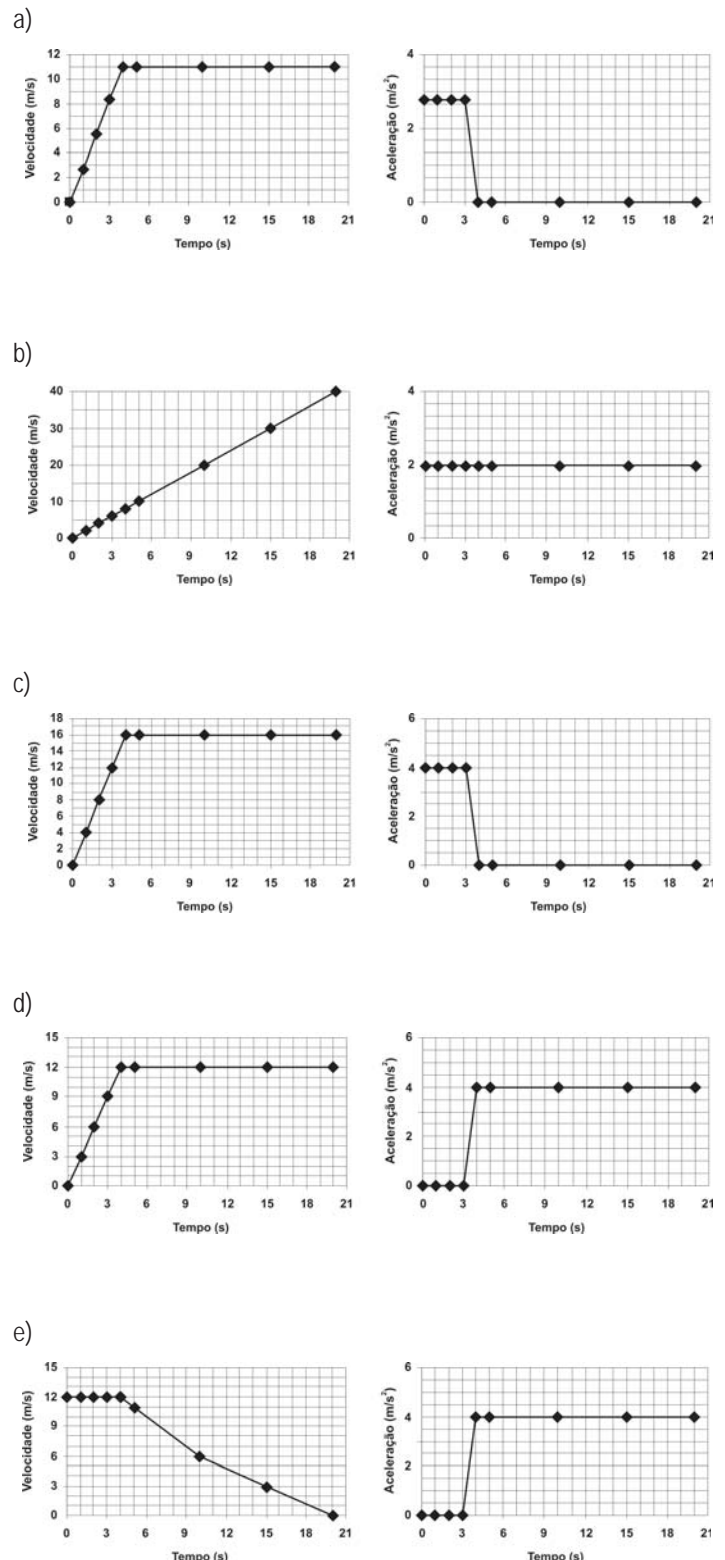 a)
12
10
8
6
4
2
0
Velocidade (m/s)
0 3 6 9 12 15 18 21
Tempo (s)
4
2
0
Aceleração (m/s²)
0 3 6 9 12 15 18 21
Tempo (s)
b)
40
30
20
10
0
Velocidade (m/s)
0 3 6 9 12 15 18 21
Tempo (s)
4
2
0
Aceleração (m/s²)
0 3 6 9 12 15 18 21
Tempo (s)
c)
18
16
14
12
10
8
6
4
2
0
Velocidade (m/s)
0 3 6 9 12 15 18 21
Tempo (s)
6
4
2
0
Aceleração (m/s²)
0 3 6 9 12 15 18 21
Tempo (s)
d)
15
12
9
6
3
0
Velocidade (m/s)
0 3 6 9 12 15 18 21
Tempo (s)
6
4
2
0
Aceleração (m/s²)
0 3 6 9 12 15 18 21
Tempo (s)
e)
15
12
9
6
3
0
Velocidade (m/s)
0 3 6 9 12 15 18 21
Tempo (s)
6
4
2
0
Aceleração (m/s²)
0 3 6 9 12 15 18 21
Tempo (s)